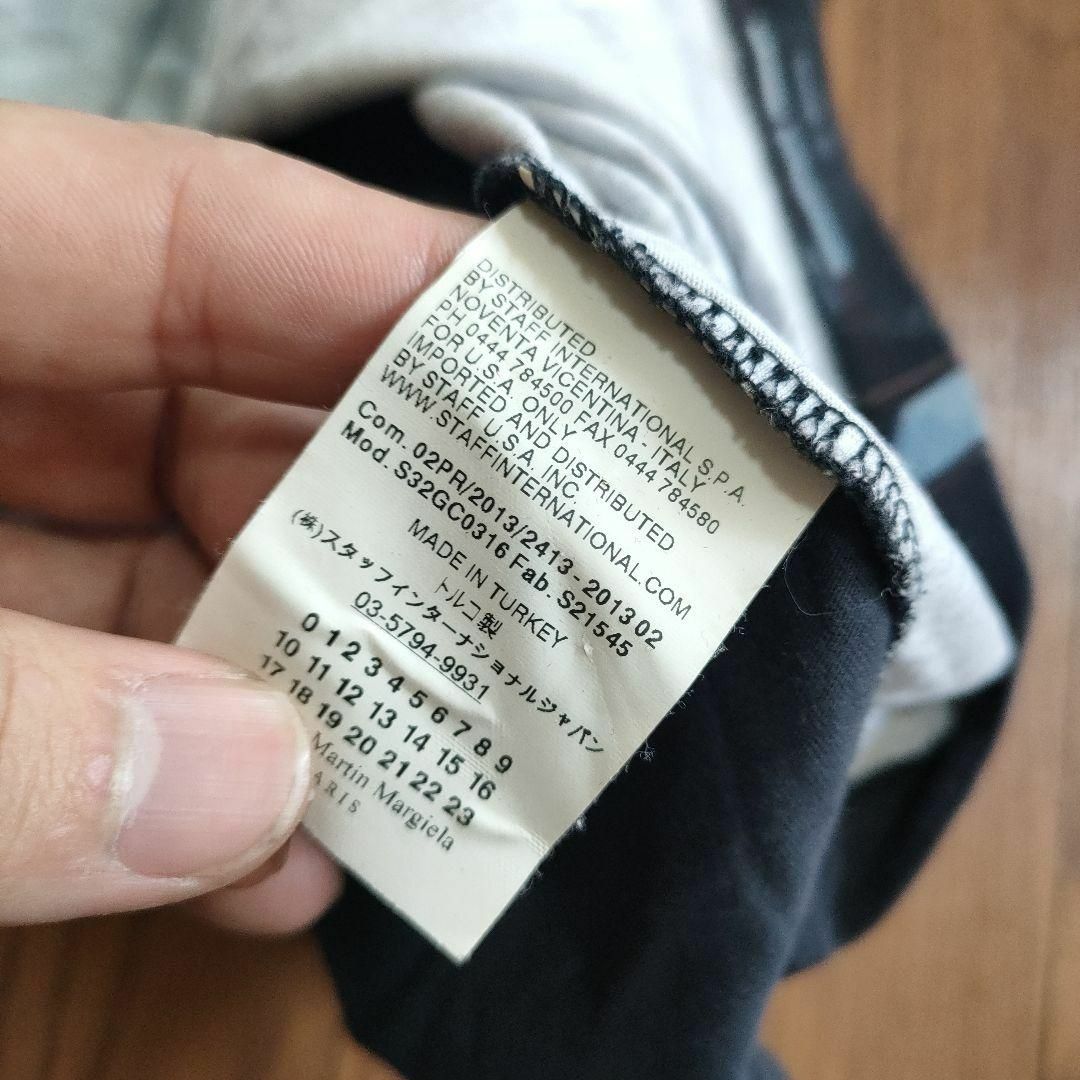 DISTRIBUTED
BY STAFF INTERNATIONAL S.P.A.
NOVENTA VICENTINA - ITALY
PH 0444 784500 FAX 0444 784580
FOR U.S.A. ONLY
IMPORTED AND DISTRIBUTED
BY STAFF U.S.A. INC.
WWW.STAFFINTERNATIONAL.COM
Com. 02PR/2013/2413 - 2013 02
Mod. S32GC0316 Fab. S21545
MADE IN TURKEY
トルコ製
(株)スタッフインターナショナルジャパン
03-5794-9931
0 1 2 3 4 5 6 7 8 9
10 11 12 13 14 15 16
17 18 19 20 21 22 23
Martin Margiela
ARIS